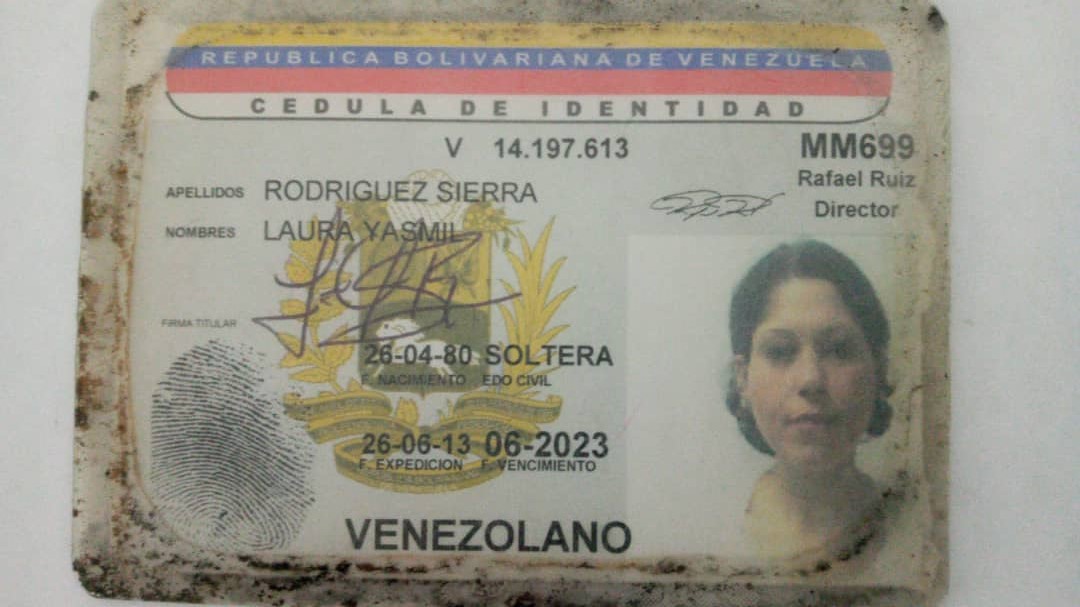 REPUBLICA BOLIVARIANA DE VENEZUELA
CEDULA DE IDENTIDAD
V 14.197.613
MM699
Rafael Ruiz
Director
APELLIDOS RODRIGUEZ SIERRA
NOMBRES LAURA YASMIL
FIRMA TITULAR
26-04-80 SOLTERA
F. NACIMIENTO EDO CIVIL
26-06-13 06-2023
F. EXPEDICION F. VENCIMIENTO
VENEZOLANO